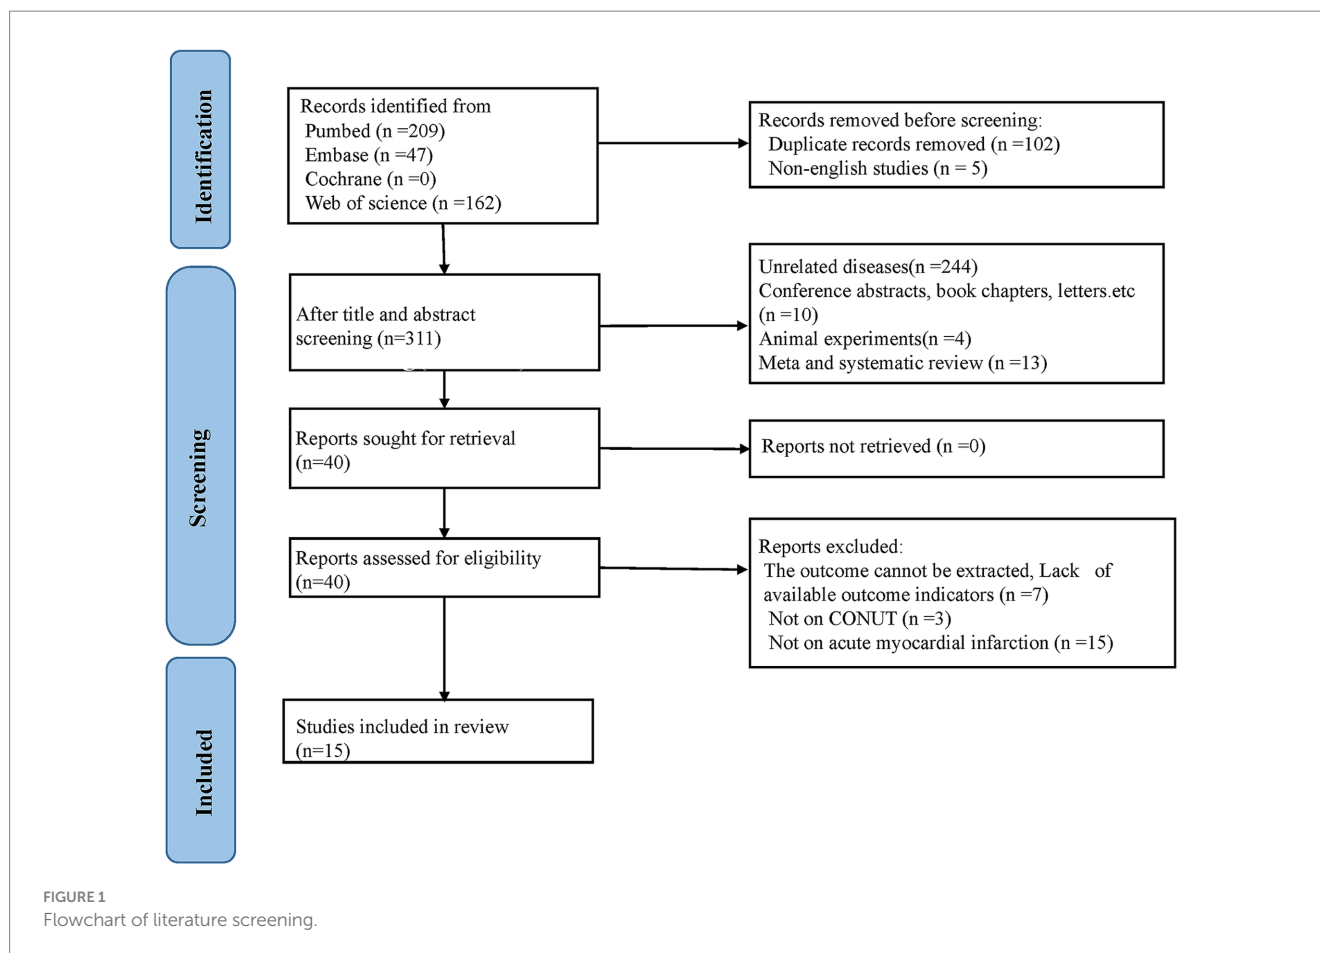 Identification
Records identified from
Pumbed (n =209)
Embase (n =47)
Cochrane (n =0)
Web of science (n =162)
Records removed before screening:
Duplicate records removed (n =102)
Non-english studies (n = 5)
Screening
After title and abstract
screening (n=311)
Unrelated diseases(n =244)
Conference abstracts, book chapters, letters.etc
(n =10)
Animal experiments(n =4)
Meta and systematic review (n =13)
Reports sought for retrieval
(n=40)
Reports not retrieved (n =0)
Reports assessed for eligibility
(n=40)
Reports excluded:
The outcome cannot be extracted, Lack of
available outcome indicators (n =7)
Not on CONUT (n =3)
Not on acute myocardial infarction (n =15)
Included
Studies included in review
(n=15)
FIGURE 1
Flowchart of literature screening.